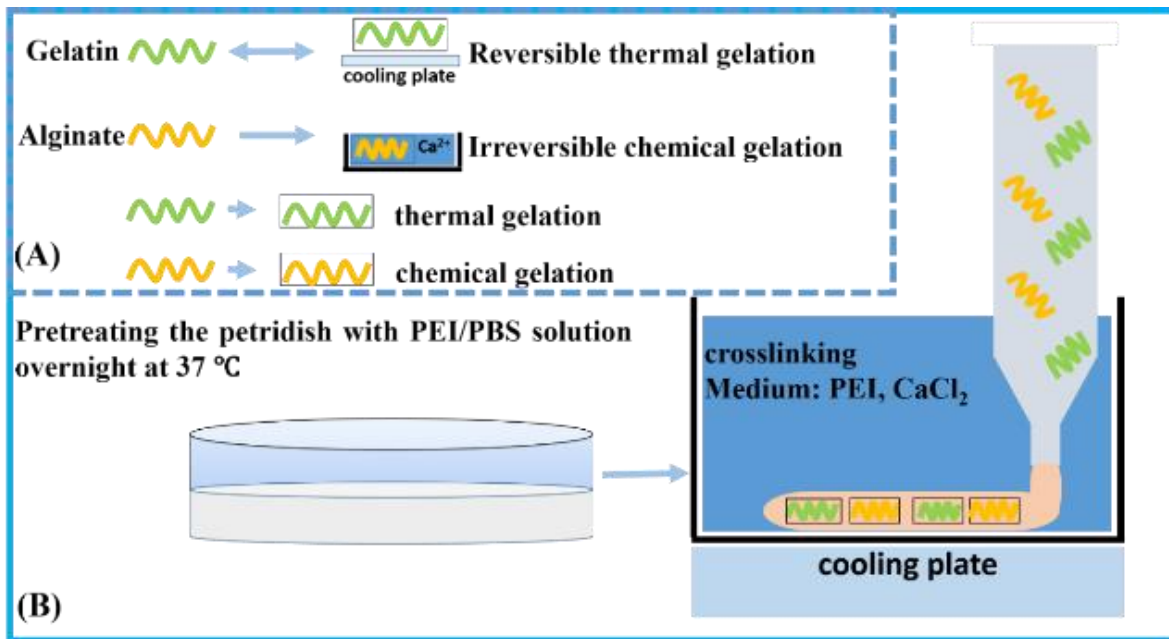 Gelatin
cooling plate
Reversible thermal gelation
Alginate
Ca²⁺
Irreversible chemical gelation
thermal gelation
(A)
chemical gelation
Pretreating the petridish with PEI/PBS solution
overnight at 37 ℃
crosslinking
Medium: PEI, CaCl₂
cooling plate
(B)